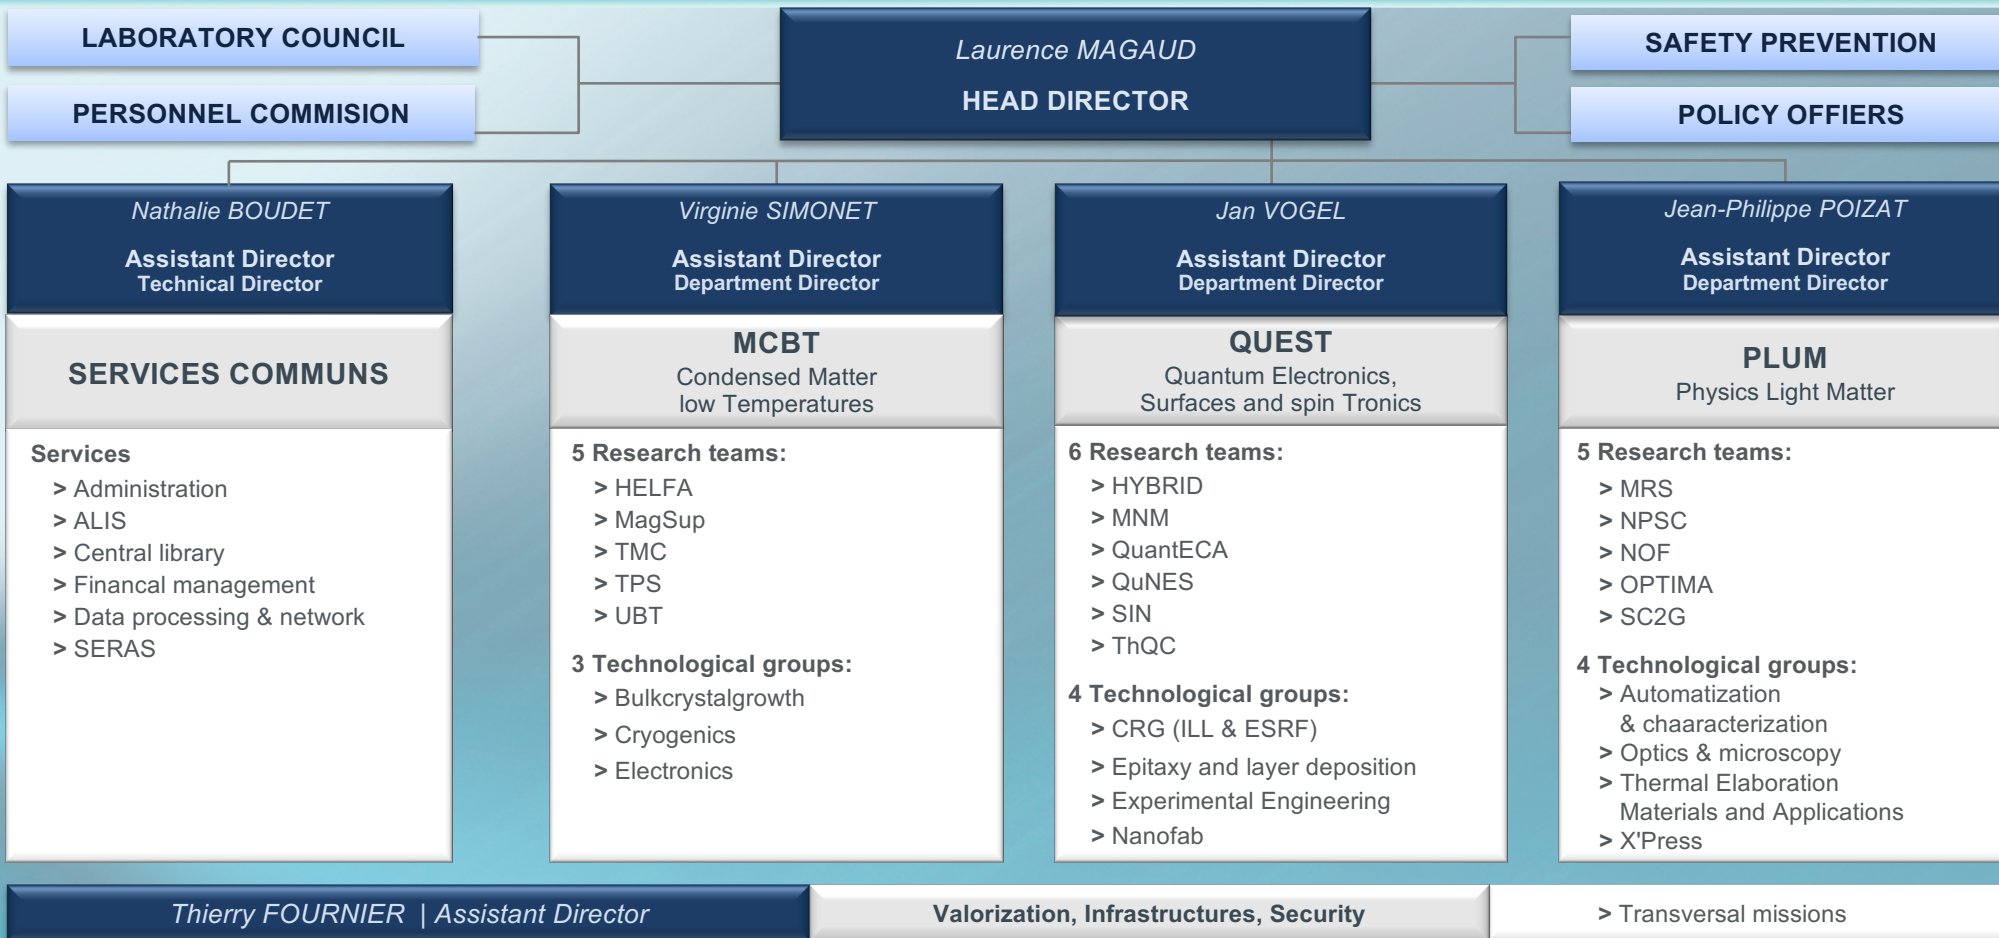 LABORATORY COUNCIL
PERSONNEL COMMISION
Laurence MAGAUD
HEAD DIRECTOR
SAFETY PREVENTION
POLICY OFFIERS
Nathalie BOUDET
Assistant Director
Technical Director
SERVICES COMMUNS
Services
> Administration
> ALIS
> Central library
> Financal management
> Data processing & network
> SERAS
Virginie SIMONET
Assistant Director
Department Director
MCBT
Condensed Matter
low Temperatures
5 Research teams:
> HELFA
> MagSup
> TMC
> TPS
> UBT
3 Technological groups:
> Bulkcrystalgrowth
> Cryogenics
> Electronics
Jan VOGEL
Assistant Director
Department Director
QUEST
Quantum Electronics,
Surfaces and spin Tronics
6 Research teams:
> HYBRID
> MNM
> QuantECA
> QuNES
> SIN
> ThQC
4 Technological groups:
> CRG (ILL & ESRF)
> Epitaxy and layer deposition
> Experimental Engineering
> Nanofab
Jean-Philippe POIZAT
Assistant Director
Department Director
PLUM
Physics Light Matter
5 Research teams:
> MRS
> NPSC
> NOF
> OPTIMA
> SC2G
4 Technological groups:
> Automatization
& chaaracterization
> Optics & microscopy
> Thermal Elaboration
Materials and Applications
> X'Press
Thierry FOURNIER | Assistant Director
Valorization, Infrastructures, Security
> Transversal missions